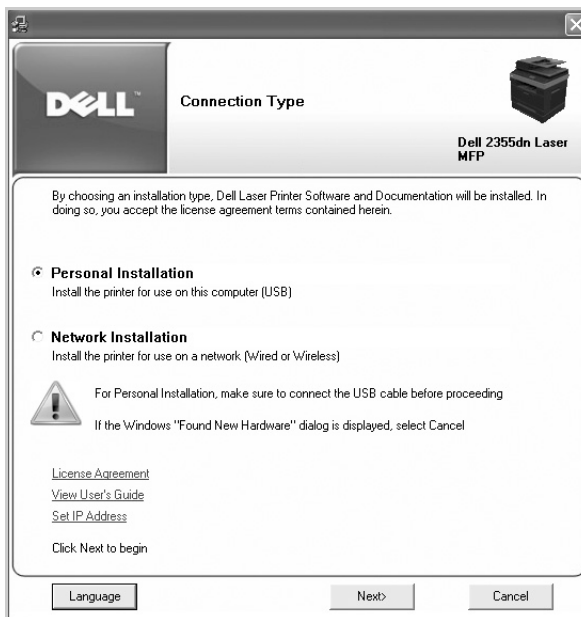 DELL™
Connection Type
Dell 2355dn Laser
MFP
By choosing an installation type, Dell Laser Printer Software and Documentation will be installed. In
doing so, you accept the license agreement terms contained herein.
Personal Installation
Install the printer for use on this computer (USB)
Network Installation
Install the printer for use on a network (Wired or Wireless)
For Personal Installation, make sure to connect the USB cable before proceeding
If the Windows "Found New Hardware" dialog is displayed, select Cancel
License Agreement
View User's Guide
Set IP Address
Click Next to begin
Language
Next>
Cancel